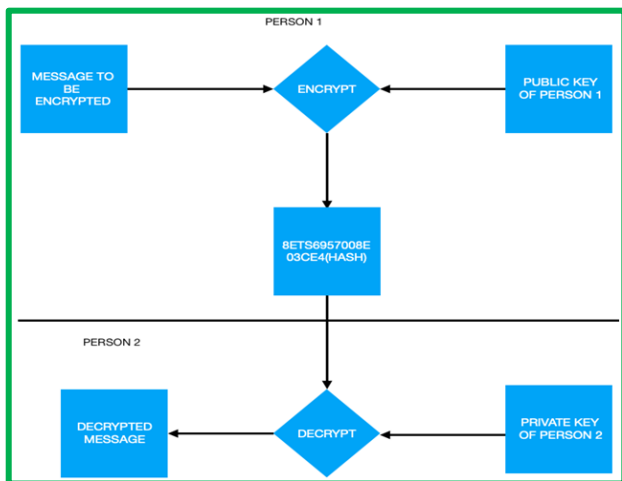 PERSON 1
MESSAGE TO
BE
ENCRYPTED
ENCRYPT
PUBLIC KEY
OF PERSON 1
8ETS6957008E
03CE4(HASH)
PERSON 2
DECRYPTED
MESSAGE
DECRYPT
PRIVATE KEY
OF PERSON 2